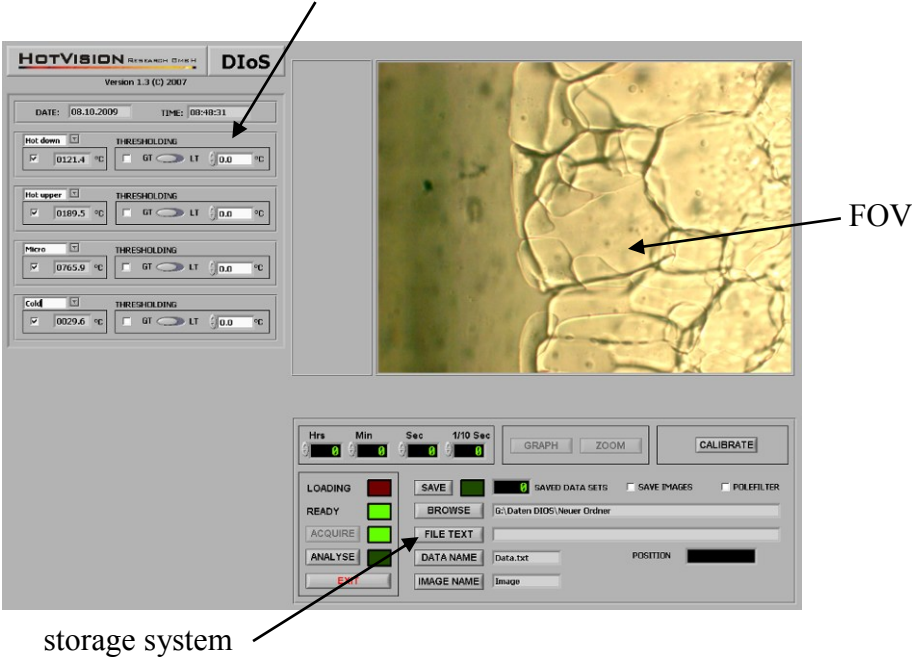 HOTVISION RESEARCH GMBH DIoS
Version 1.3 (C) 2007
DATE: 08.10.2009 TIME: 08:48:31
Hot down THRESHOLDING
0121.4 °C GT LT 0.0 °C
Hot upper THRESHOLDING
0189.5 °C GT LT 0.0 °C
Micro THRESHOLDING
0765.9 °C GT LT 0.0 °C
Cold THRESHOLDING
0029.6 °C GT LT 0.0 °C
FOV
Hrs Min Sec 1/10 Sec
0 0 0 0
GRAPH ZOOM CALIBRATE
LOADING SAVE 0 SAVED DATA SETS SAVE IMAGES POLEFILTER
READY BROWSE G:\Daten DIOS\Neuer Ordner
ACQUIRE FILE TEXT
ANALYSE DATA NAME Data.txt POSITION
EXIT IMAGE NAME Image
storage system